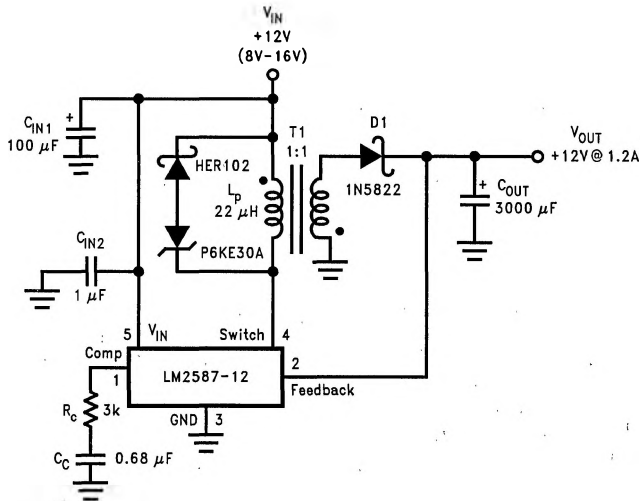 V_IN
+12V
(8V-16V)
C_IN1
+
100 μF
T1
1:1
D1
HER102
1N5822
V_OUT
+12V @ 1.2A
+
C_OUT
3000 μF
L_p
22 μH
P6KE30A
C_IN2
1 μF
5
V_IN
Switch
4
Comp
1
LM2587-12
2
Feedback
R_c
3k
GND
3
C_C
0.68 μF